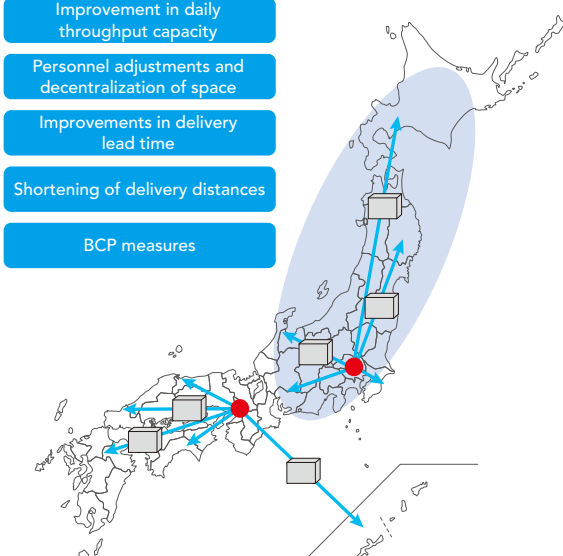 Improvement in daily
throughput capacity
Personnel adjustments and
decentralization of space
Improvements in delivery
lead time
Shortening of delivery distances
BCP measures